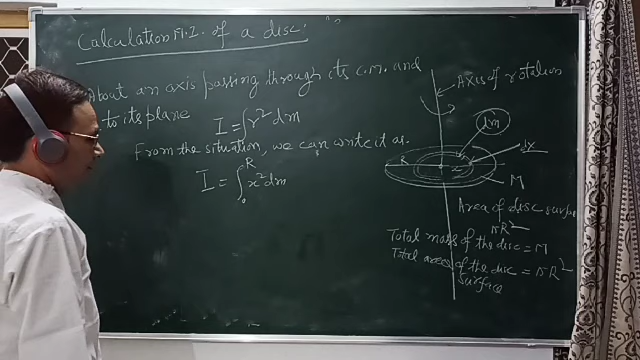 Calculation M.I. of a disc:
About an axis passing through its C.M. and
to its plane
I = ∫r² dm
From the situation, we can write it as.
I = ∫₀ᴿ x² dm
Axis of rotation
dm
dx
R
x
M
Area of disc surface
πR²
Total mass of the disc = M
Total area of the disc = πR²
surface